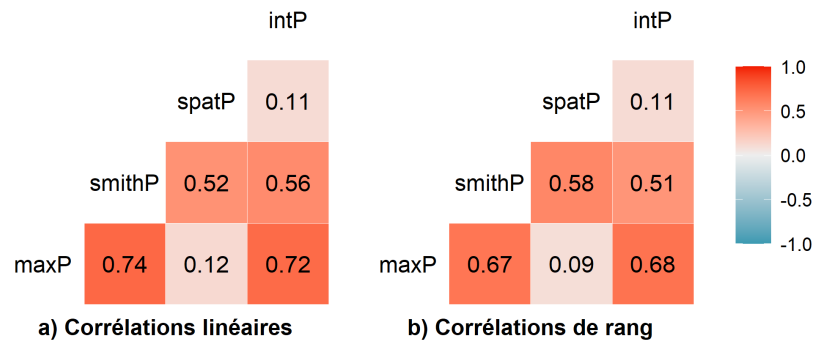 intP intP
spatP 0.11 spatP 0.11 1.0
smithP 0.52 0.56 smithP 0.58 0.51 0.5
0.0
maxP 0.74 0.12 0.72 maxP 0.67 0.09 0.68 -0.5
-1.0
a) Corrélations linéaires b) Corrélations de rang